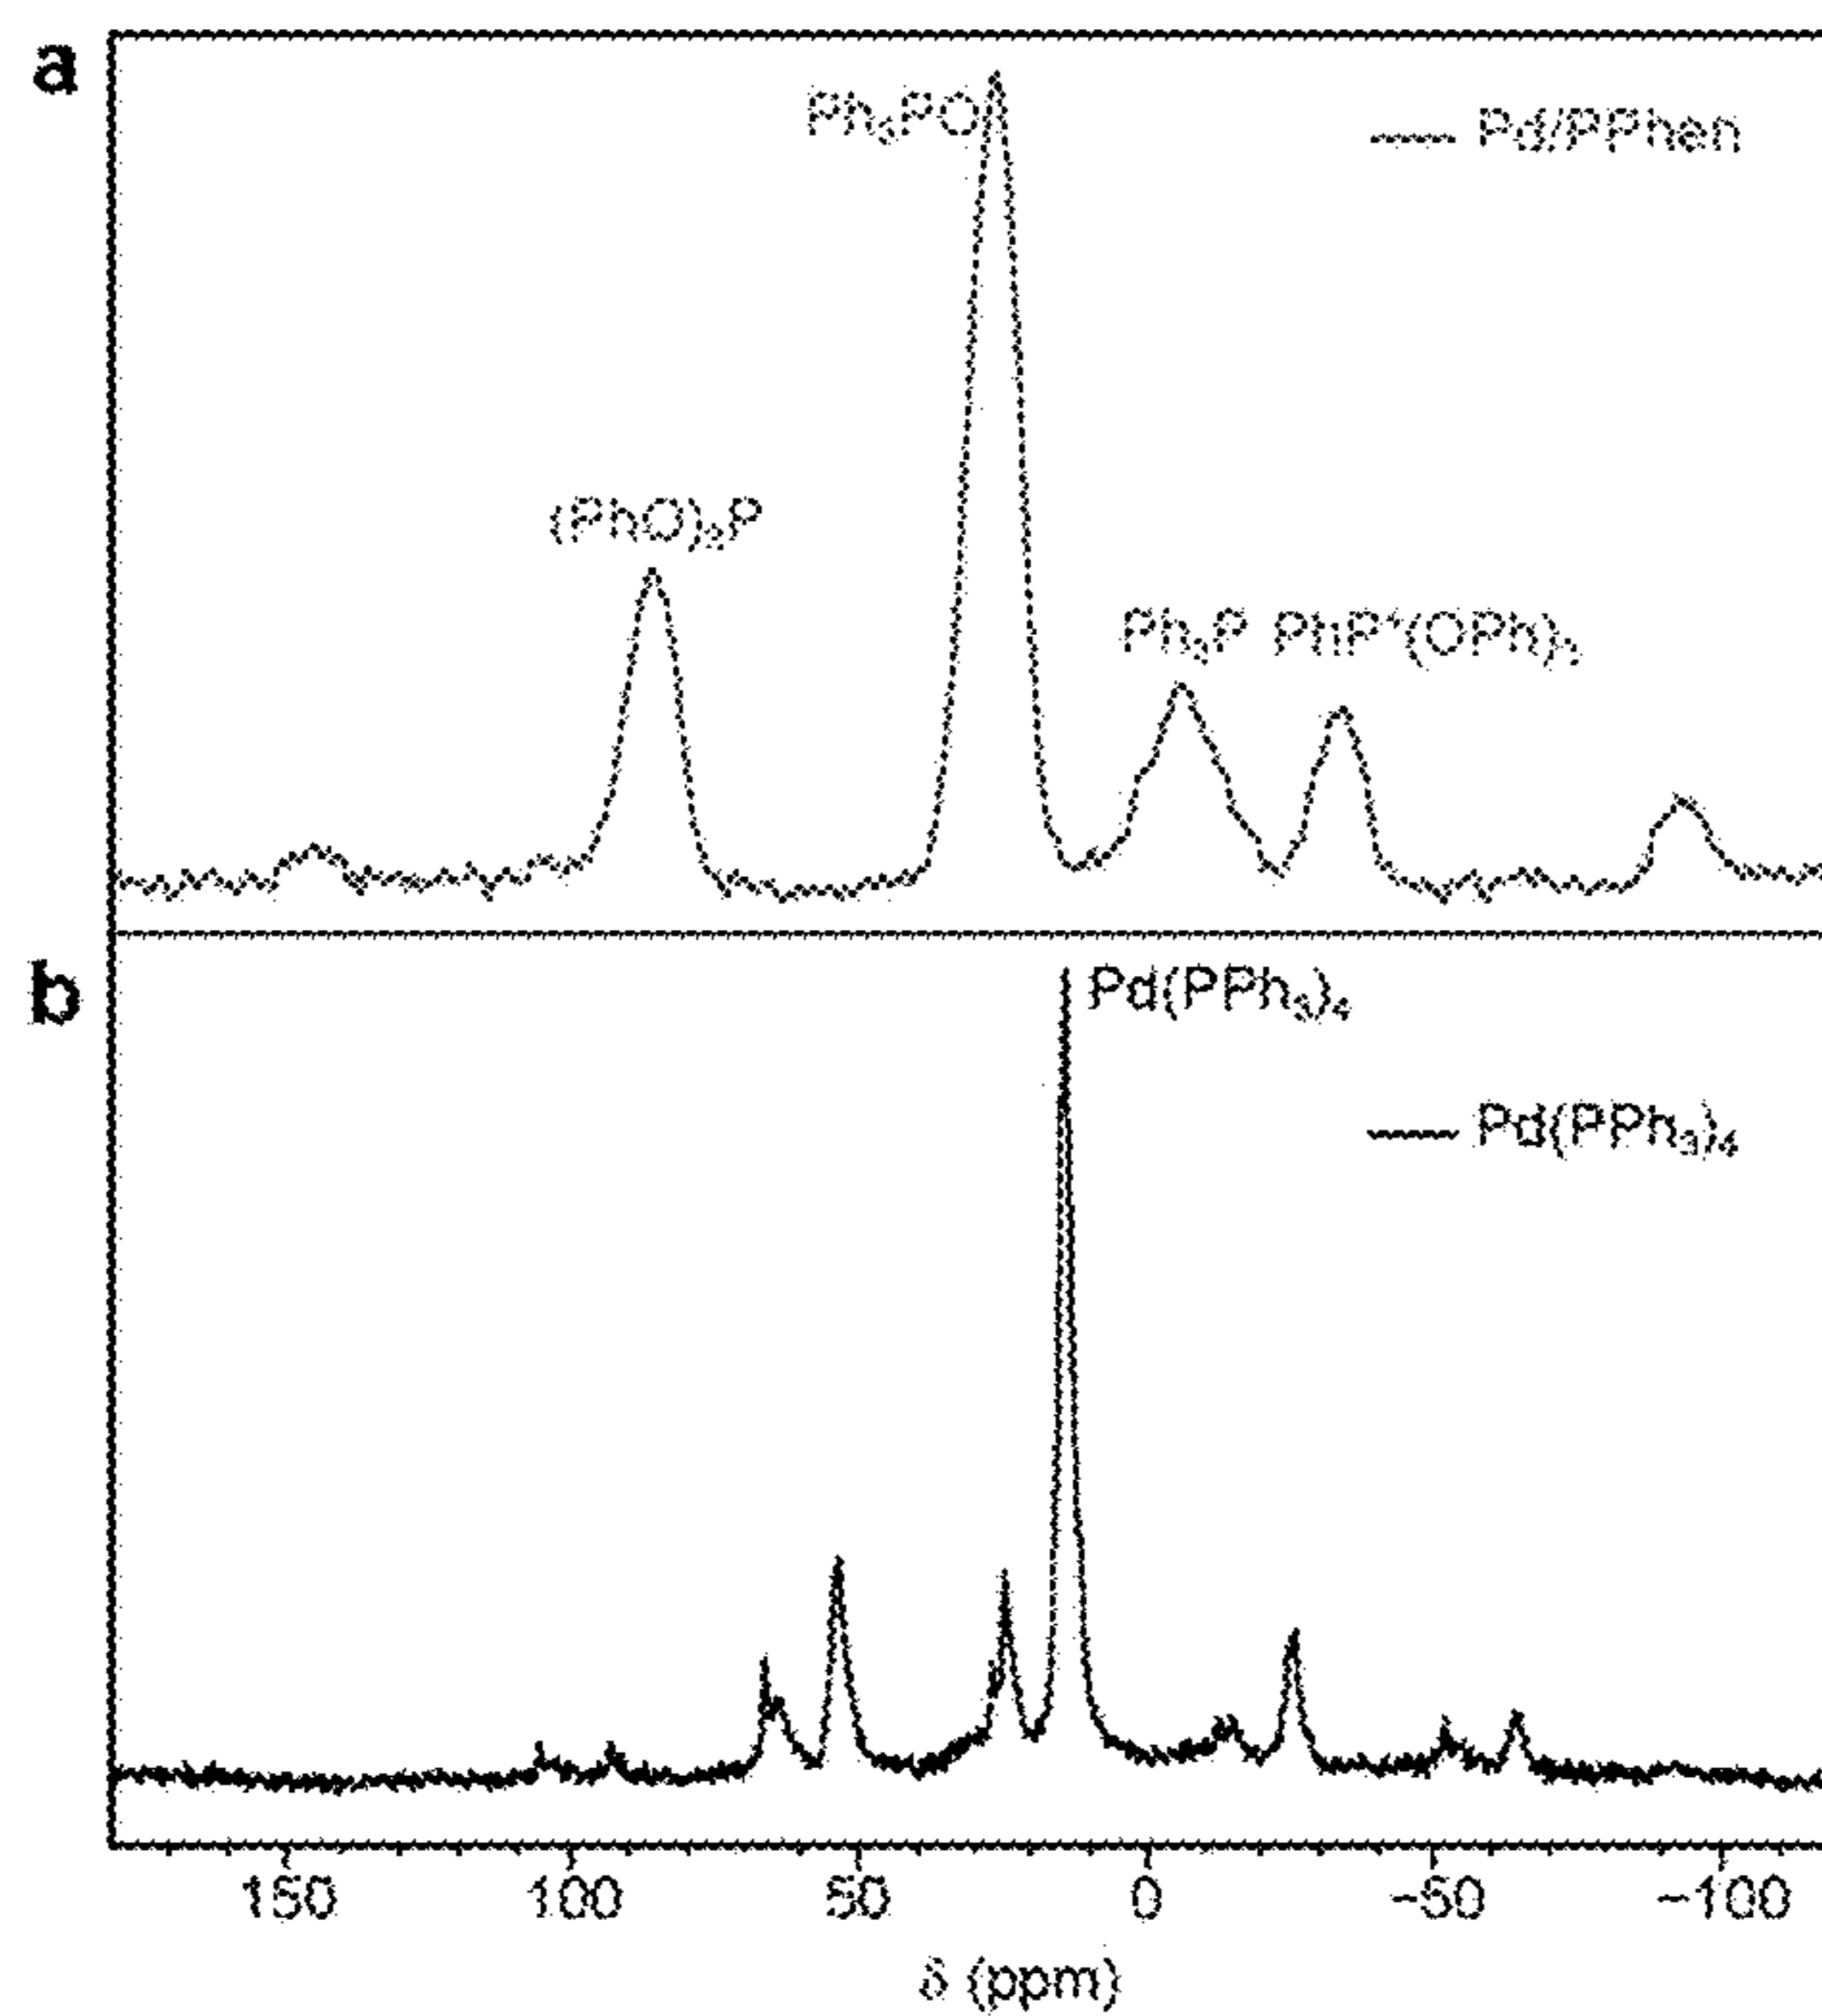 a
Ph₃PO
Pd/PPhen
(PhO)₃P
Ph₃P PhP⁺(OPh)₃
b
Pd(PPh₃)₄
Pd(PPh₃)₄
150 100 50 0 −50 −100
δ (ppm)